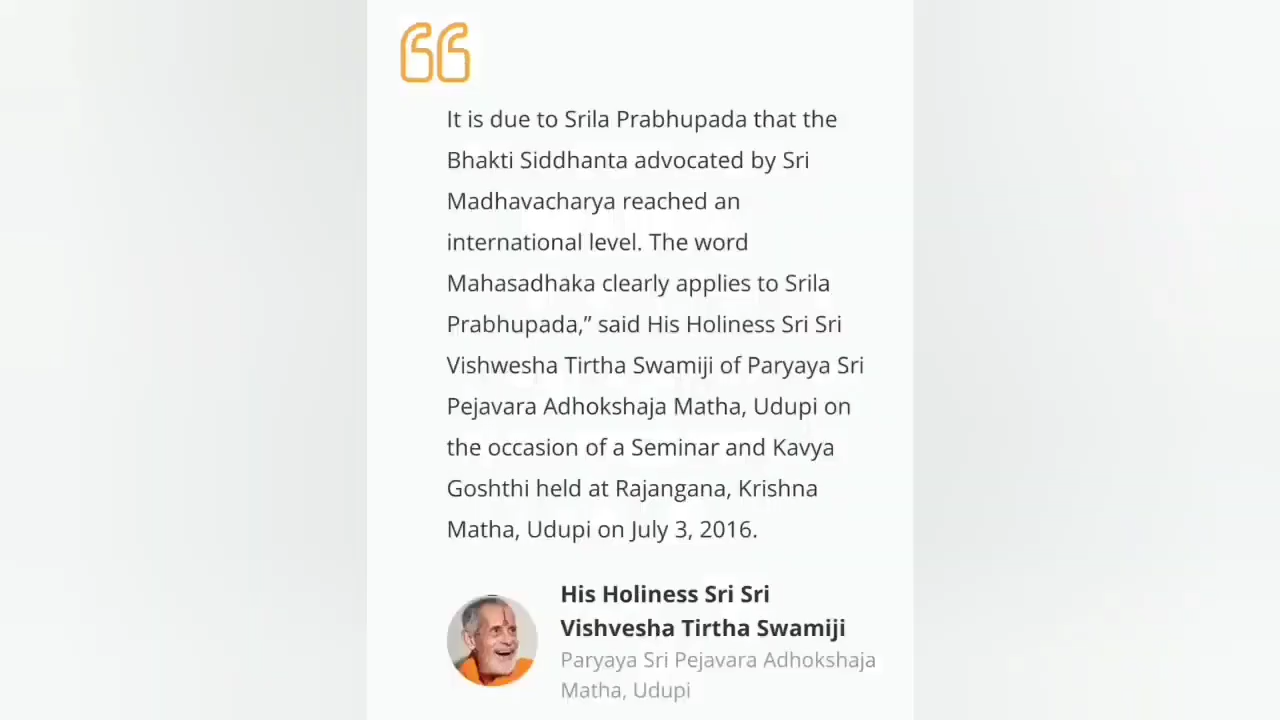 It is due to Srila Prabhupada that the
Bhakti Siddhanta advocated by Sri
Madhavacharya reached an
international level. The word
Mahasadhaka clearly applies to Srila
Prabhupada,” said His Holiness Sri Sri
Vishwesha Tirtha Swamiji of Paryaya Sri
Pejavara Adhokshaja Matha, Udupi on
the occasion of a Seminar and Kavya
Goshthi held at Rajangana, Krishna
Matha, Udupi on July 3, 2016.
His Holiness Sri Sri
Vishvesha Tirtha Swamiji
Paryaya Sri Pejavara Adhokshaja
Matha, Udupi